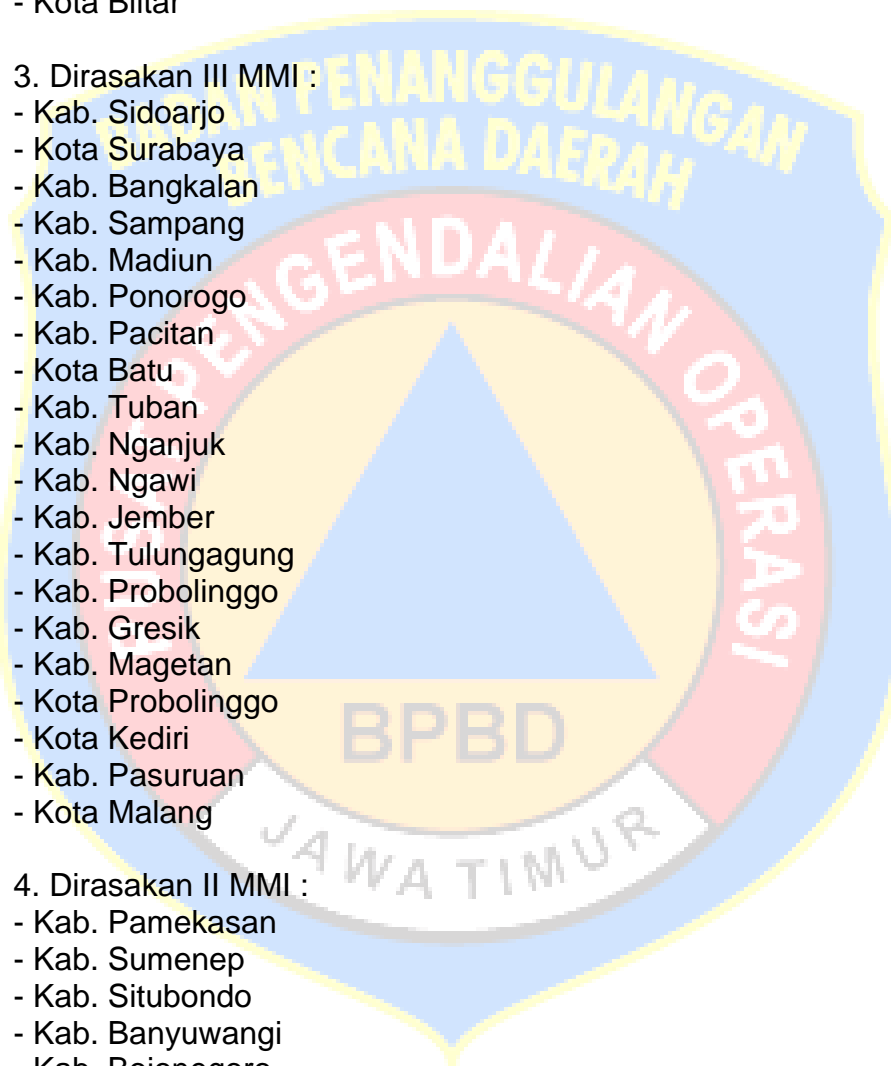 - Kota Blitar
3. Dirasakan III MMI :
- Kab. Sidoarjo
- Kota Surabaya
- Kab. Bangkalan
- Kab. Sampang
- Kab. Madiun
- Kab. Ponorogo
- Kab. Pacitan
- Kota Batu
- Kab. Tuban
- Kab. Nganjuk
- Kab. Ngawi
- Kab. Jember
- Kab. Tulungagung
- Kab. Probolinggo
- Kab. Gresik
- Kab. Magetan
- Kota Probolinggo
- Kota Kediri
- Kab. Pasuruan
- Kota Malang
4. Dirasakan II MMI :
- Kab. Pamekasan
- Kab. Sumenep
- Kab. Situbondo
- Kab. Banyuwangi
- Kab. Bojonegoro
BADAN PENANGGULANGAN
BENCANA DAERAH
PUSAT PENGENDALIAN OPERASI
BPBD
JAWA TIMUR